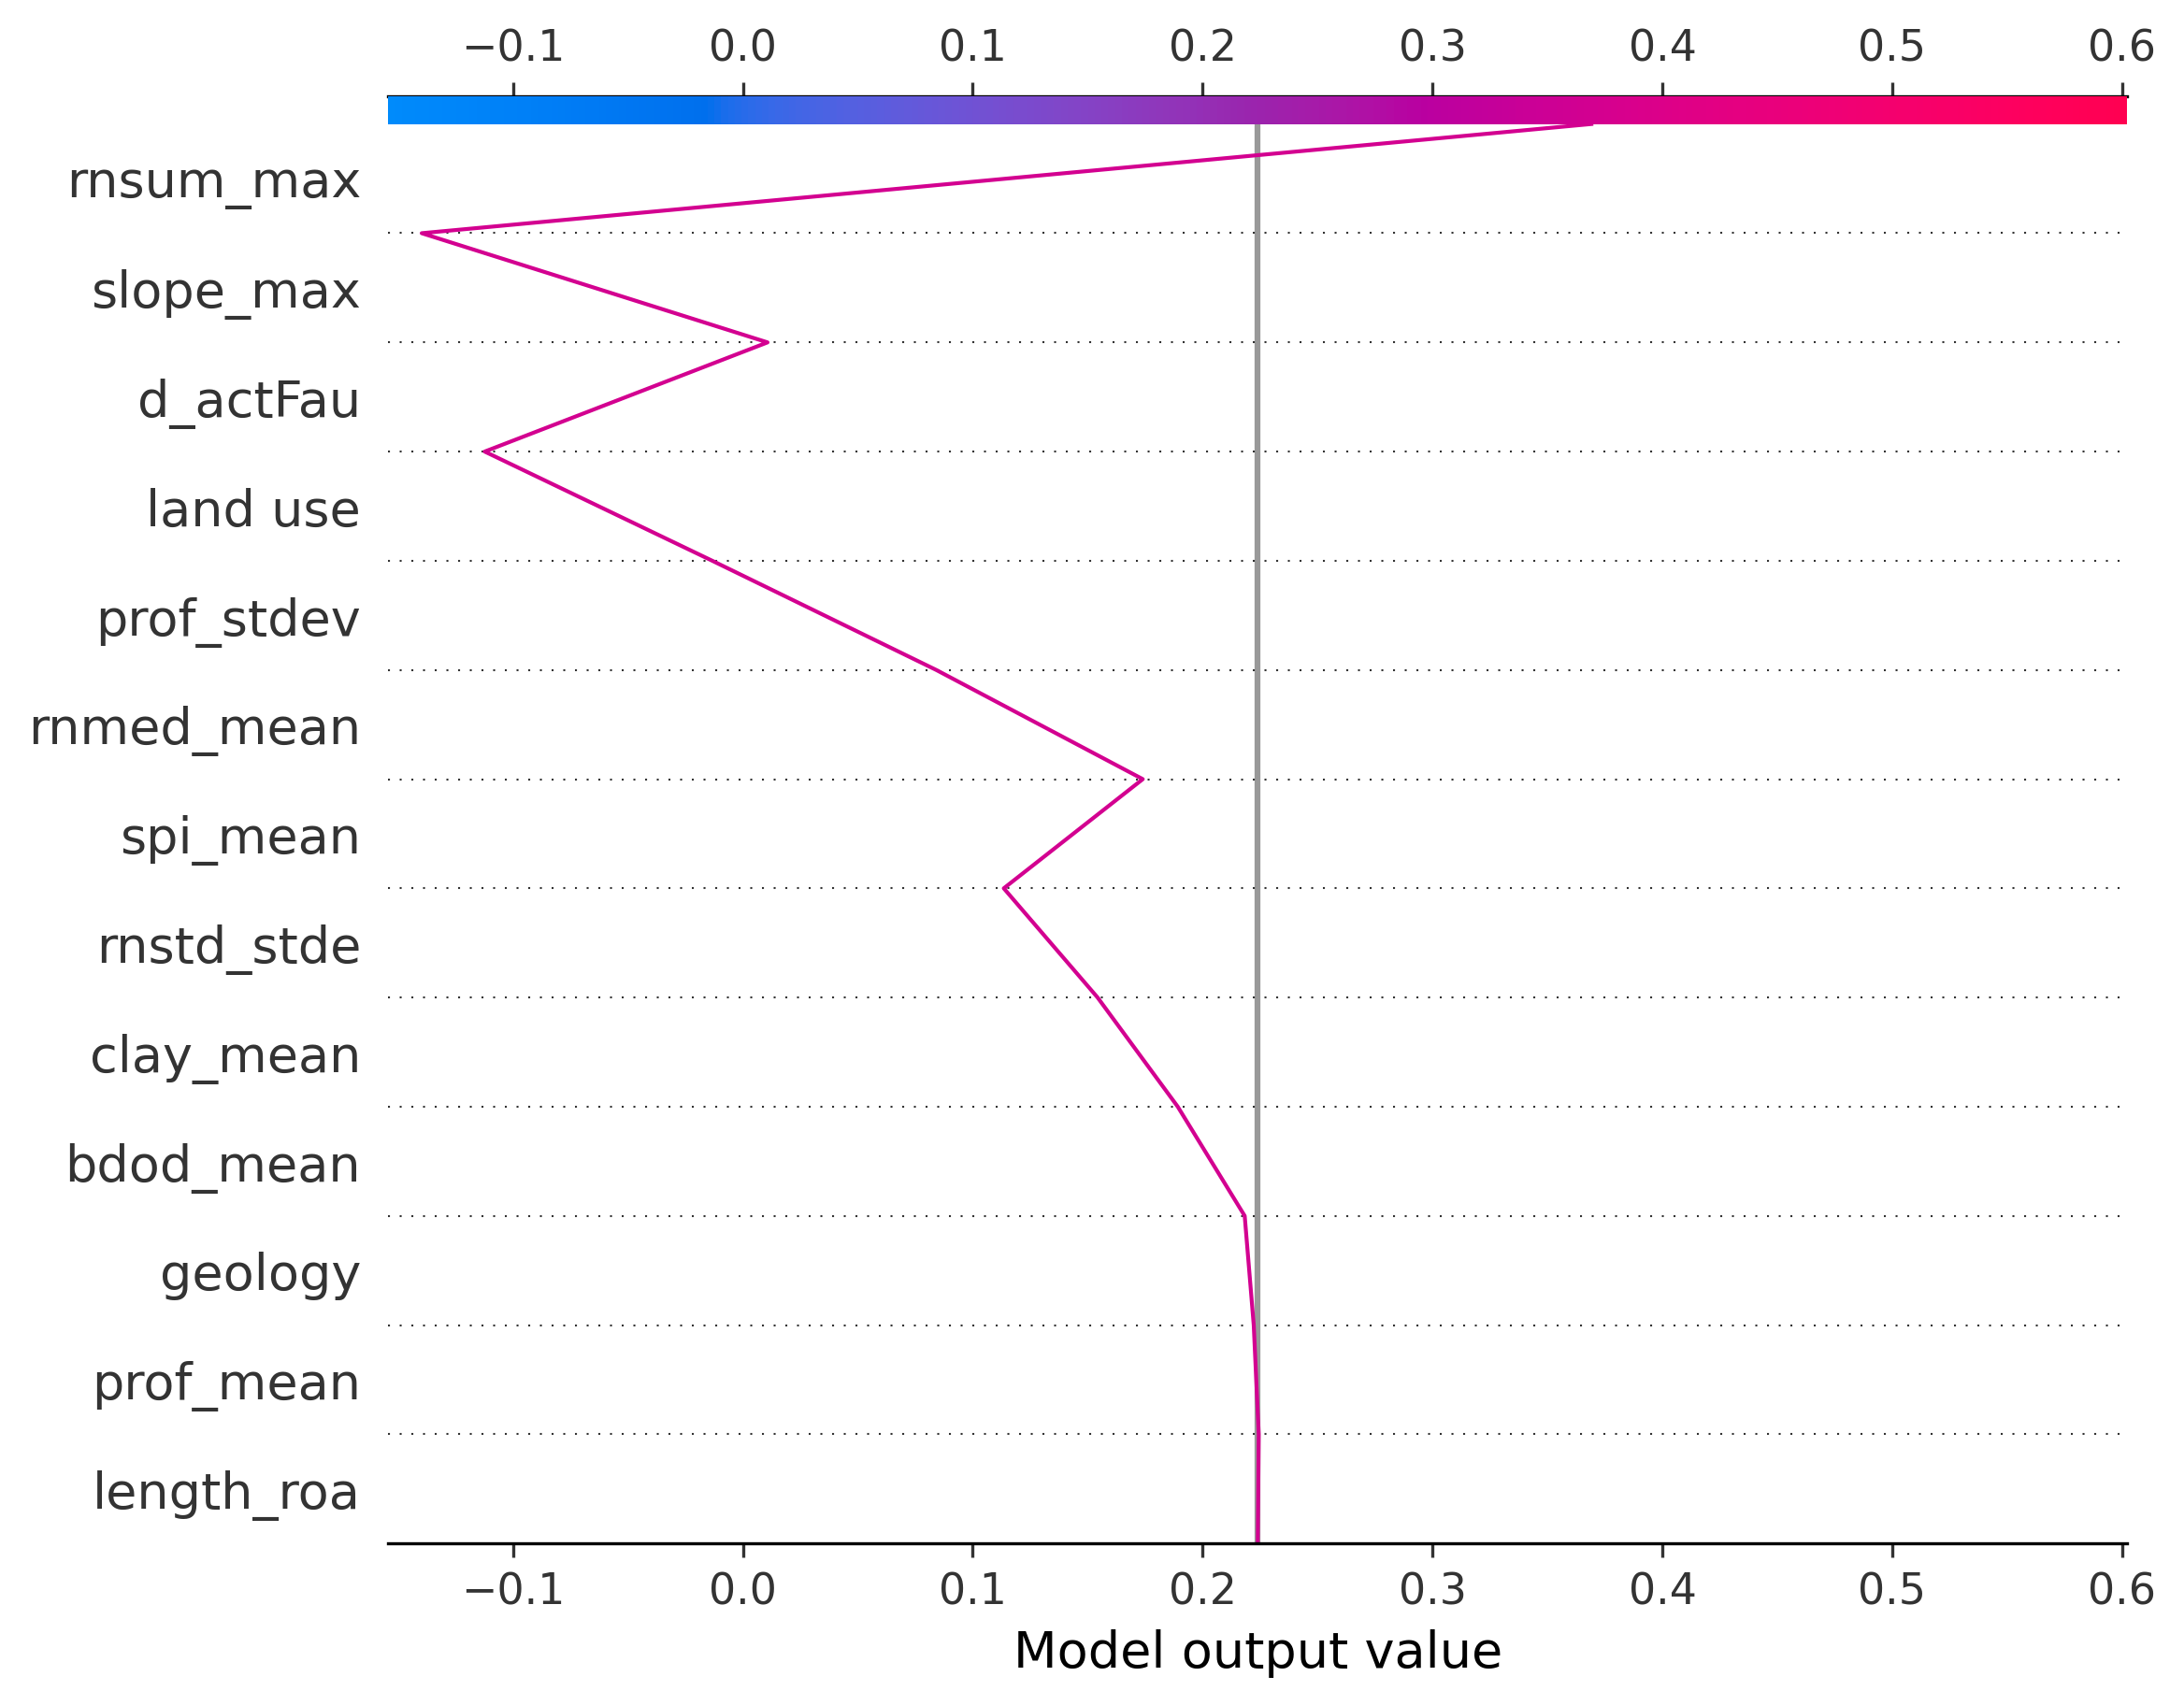 −0.1 0.0 0.1 0.2 0.3 0.4 0.5 0.6
rnsum_max
slope_max
d_actFau
land use
prof_stdev
rnmed_mean
spi_mean
rnstd_stde
clay_mean
bdod_mean
geology
prof_mean
length_roa
−0.1 0.0 0.1 0.2 0.3 0.4 0.5 0.6
Model output value